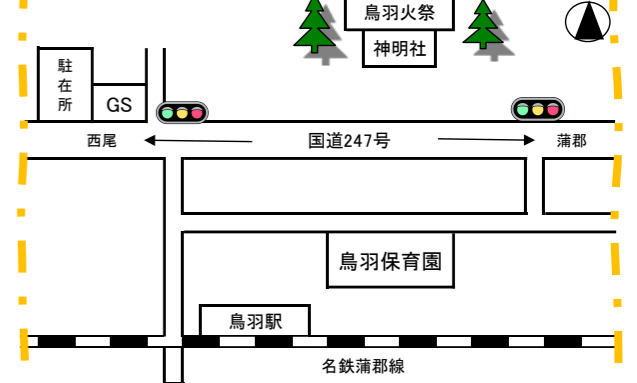 鳥羽火祭
神明社
駐在所
GS
西尾
国道247号
蒲郡
鳥羽保育園
鳥羽駅
名鉄蒲郡線